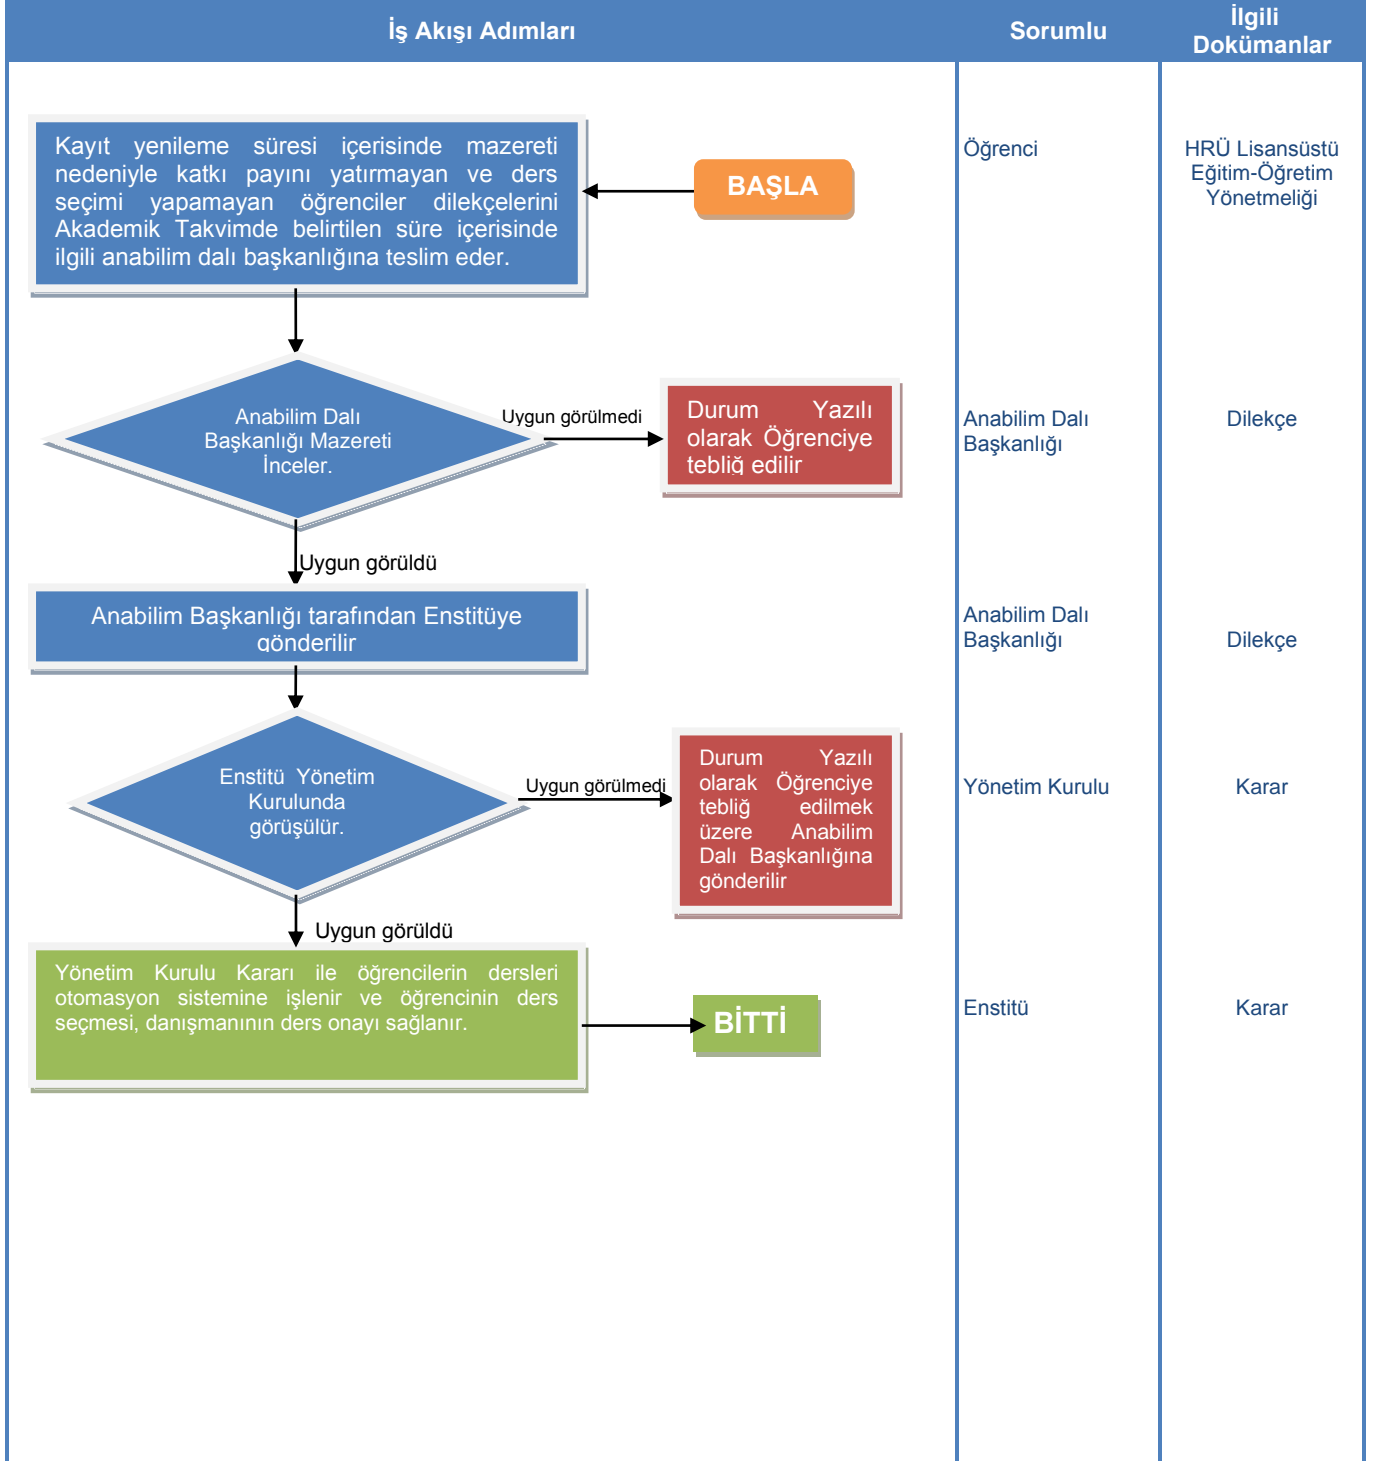 İş Akışı Adımları
Sorumlu
İlgili
Dokümanlar
Kayıt yenileme süresi içerisinde mazereti
nedeniyle katkı payını yatırmayan ve ders
seçimi yapamayan öğrenciler dilekçelerini
Akademik Takvimde belirtilen süre içerisinde
ilgili anabilim dalı başkanlığına teslim eder.
BAŞLA
Öğrenci
HRÜ Lisansüstü
Eğitim-Öğretim
Yönetmeliği
Anabilim Dalı
Başkanlığı Mazereti
İnceler.
Uygun görülmedi
Durum Yazılı
olarak Öğrenciye
tebliğ edilir
Anabilim Dalı
Başkanlığı
Dilekçe
Uygun görüldü
Anabilim Başkanlığı tarafından Enstitüye
gönderilir
Anabilim Dalı
Başkanlığı
Dilekçe
Enstitü Yönetim
Kurulunda
görüşülür.
Uygun görülmedi
Durum Yazılı
olarak Öğrenciye
tebliğ edilmek
üzere Anabilim
Dalı Başkanlığına
gönderilir
Yönetim Kurulu
Karar
Uygun görüldü
Yönetim Kurulu Kararı ile öğrencilerin dersleri
otomasyon sistemine işlenir ve öğrencinin ders
seçmesi, danışmanının ders onayı sağlanır.
BİTTİ
Enstitü
Karar